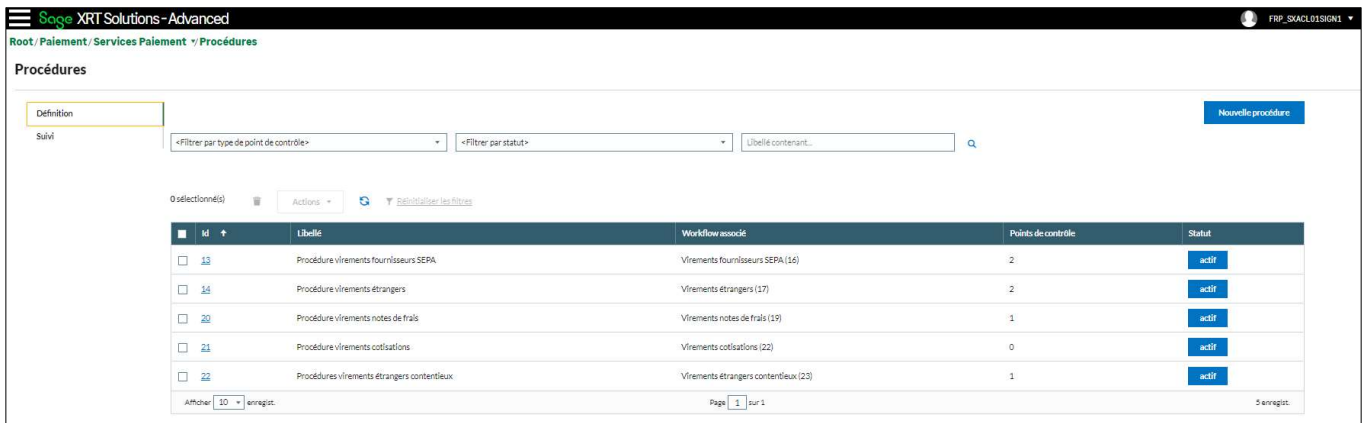 Sage XRT Solutions - Advanced FRP_SXACL01SIGN1
Root / Paiement / Services Paiement / Procédures
Procédures
Définition
Nouvelle procédure
Suivi
<Filtrer par type de point de contrôle> <Filtrer par statut> Libellé contenant...
0 sélectionné(s) Actions Réinitialiser les filtres
Id Libellé Workflow associé Points de contrôle Statut
13 Procédure virements fournisseurs SEPA Virements fournisseurs SEPA (16) 2 actif
14 Procédure virements étrangers Virements étrangers (17) 2 actif
20 Procédure virements notes de frais Virements notes de frais (19) 1 actif
21 Procédure virements cotisations Virements cotisations (22) 0 actif
22 Procédures virements étrangers contentieux Virements étrangers contentieux (23) 1 actif
Afficher 10 enregist. Page 1 sur 1 5 enregist.